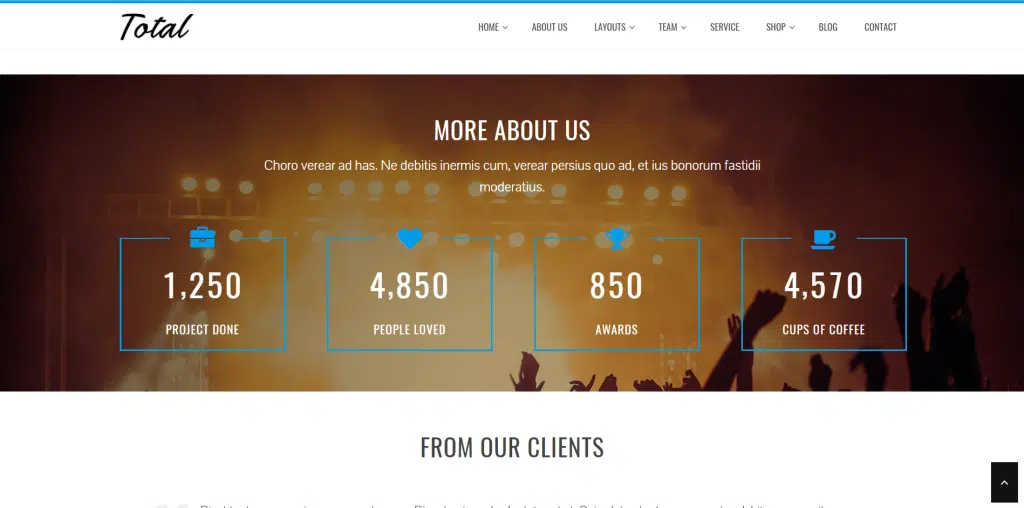 Total
HOME ABOUT US LAYOUTS TEAM SERVICE SHOP BLOG CONTACT
MORE ABOUT US
Choro verear ad has. Ne debitis inermis cum, verear persius quo ad, et ius bonorum fastidii
moderatius.
1,250 4,850 850 4,570
PROJECT DONE PEOPLE LOVED AWARDS CUPS OF COFFEE
FROM OUR CLIENTS